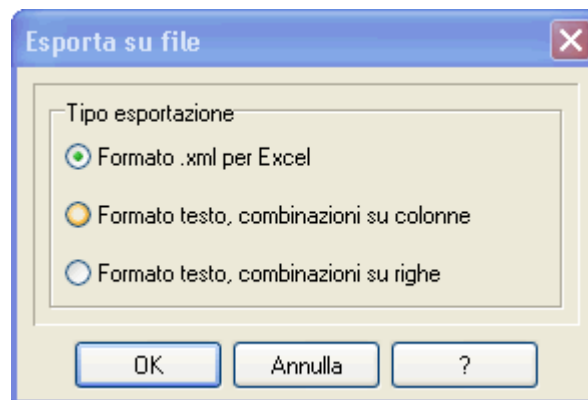 Esporta su file
Tipo esportazione
Formato .xml per Excel
Formato testo, combinazioni su colonne
Formato testo, combinazioni su righe
OK Annulla ?